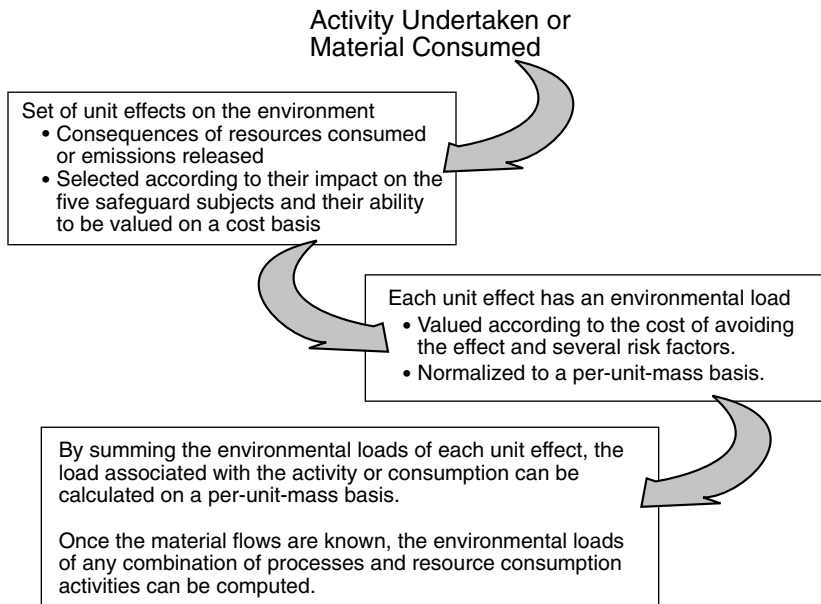 Activity Undertaken or
Material Consumed
Set of unit effects on the environment
• Consequences of resources consumed
or emissions released
• Selected according to their impact on the
five safeguard subjects and their ability
to be valued on a cost basis
Each unit effect has an environmental load
• Valued according to the cost of avoiding
the effect and several risk factors.
• Normalized to a per-unit-mass basis.
By summing the environmental loads of each unit effect, the
load associated with the activity or consumption can be
calculated on a per-unit-mass basis.
Once the material flows are known, the environmental loads
of any combination of processes and resource consumption
activities can be computed.